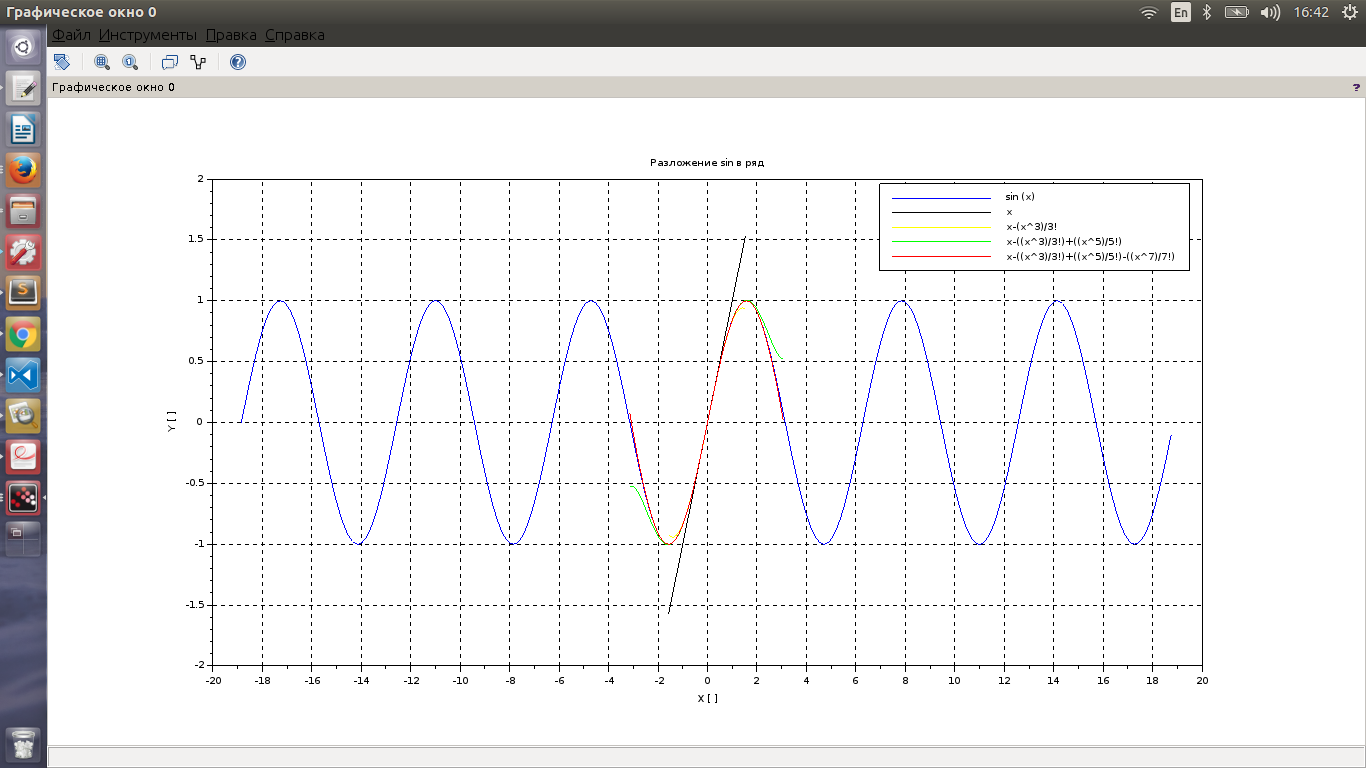 Графическое окно 0
En
16:42
Файл Инструменты Правка Справка
Графическое окно 0
?
Разложение sin в ряд
sin (x)
x
x-(x^3)/3!
x-((x^3)/3!)+((x^5)/5!)
x-((x^3)/3!)+((x^5)/5!)-((x^7)/7!)
2
1.5
1
0.5
0
-0.5
-1
-1.5
-2
Y [ ]
-20 -18 -16 -14 -12 -10 -8 -6 -4 -2 0 2 4 6 8 10 12 14 16 18 20
X [ ]